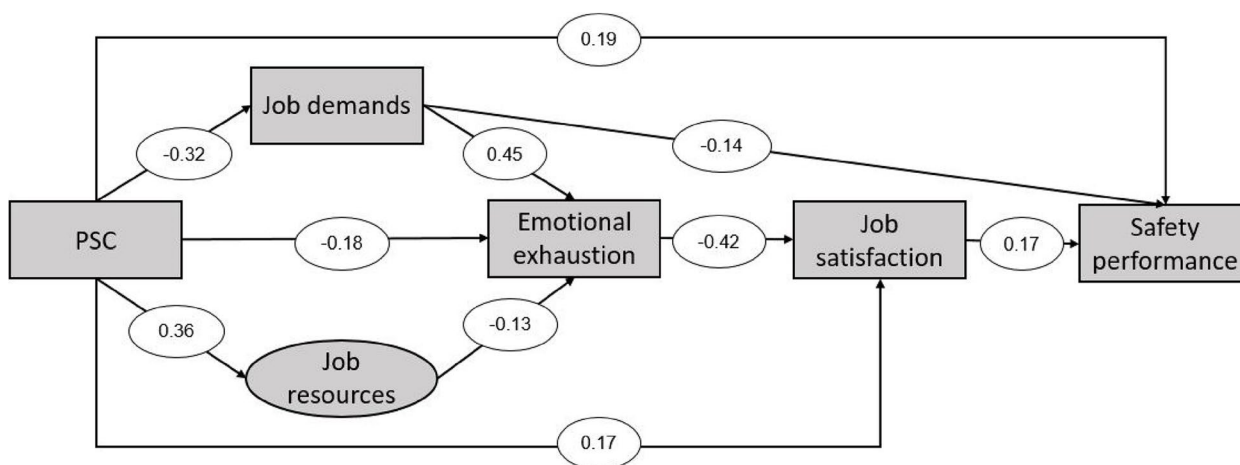 0.19
Job demands
-0.32
0.45
-0.14
PSC
-0.18
Emotional
exhaustion
-0.42
Job
satisfaction
0.17
Safety
performance
0.36
-0.13
Job
resources
0.17